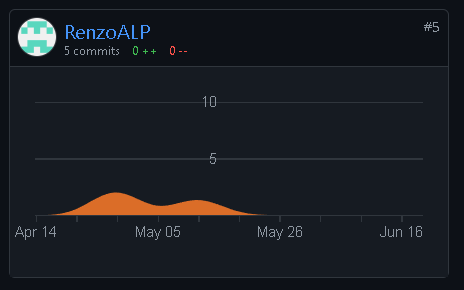 RenzoALP
#5
5 commits 0 ++ 0 --
10
5
Apr 14 May 05 May 26 Jun 16